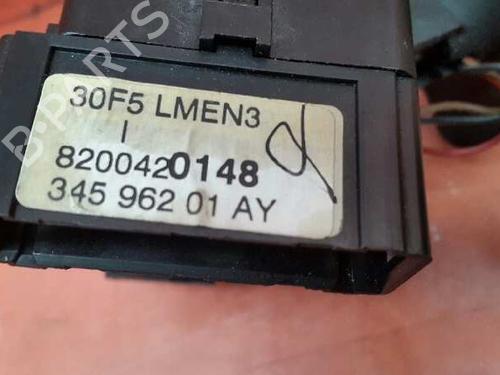 30F5 LMEN3
I
8200420148
345 962 01 AY
B-PARTS